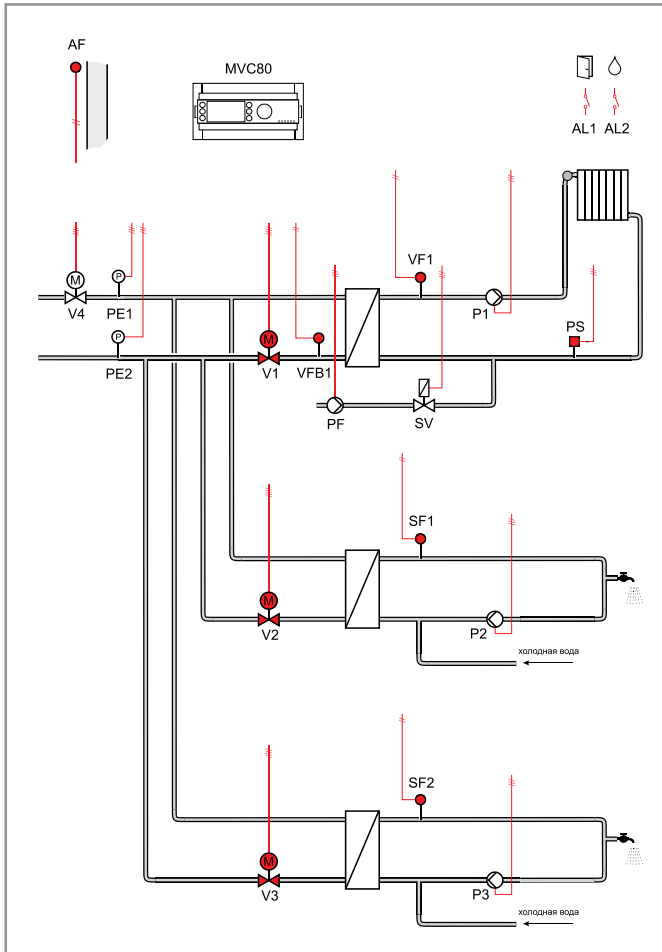 AF
MVC80
AL1 AL2
VF1
M
P
V4
PE1
P1
PS
P
M
PE2
V1
VFB1
PF
SV
SF1
M
V2
P2
холодная вода
SF2
M
V3
P3
холодная вода